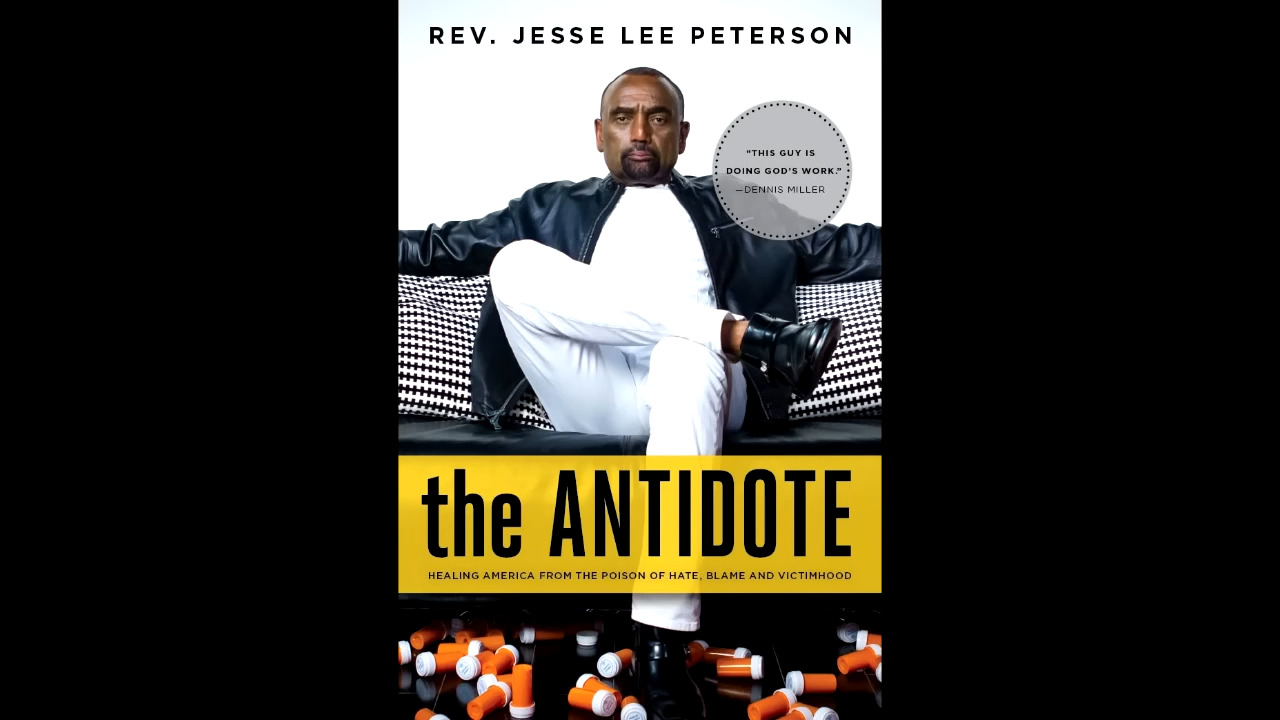 REV. JESSE LEE PETERSON
“THIS GUY IS
DOING GOD’S WORK.”
—DENNIS MILLER
the ANTIDOTE
HEALING AMERICA FROM THE POISON OF HATE, BLAME AND VICTIMHOOD